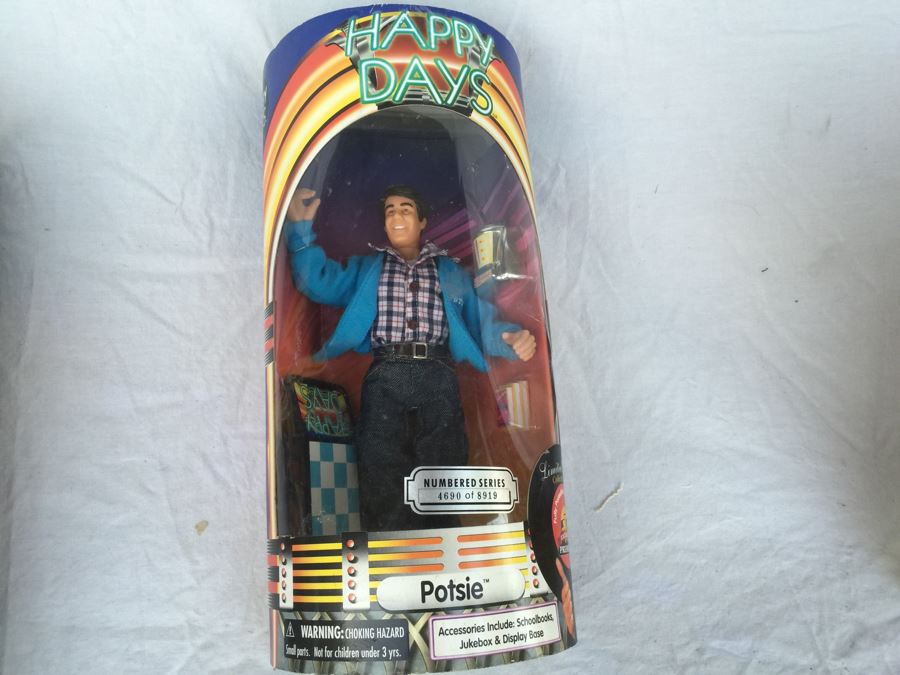 HAPPY
DAYS
NUMBERED SERIES
4690 of 8919
Potsie™
WARNING: CHOKING HAZARD
Small parts. Not for children under 3 yrs.
Accessories Include: Schoolbooks,
Jukebox & Display Base